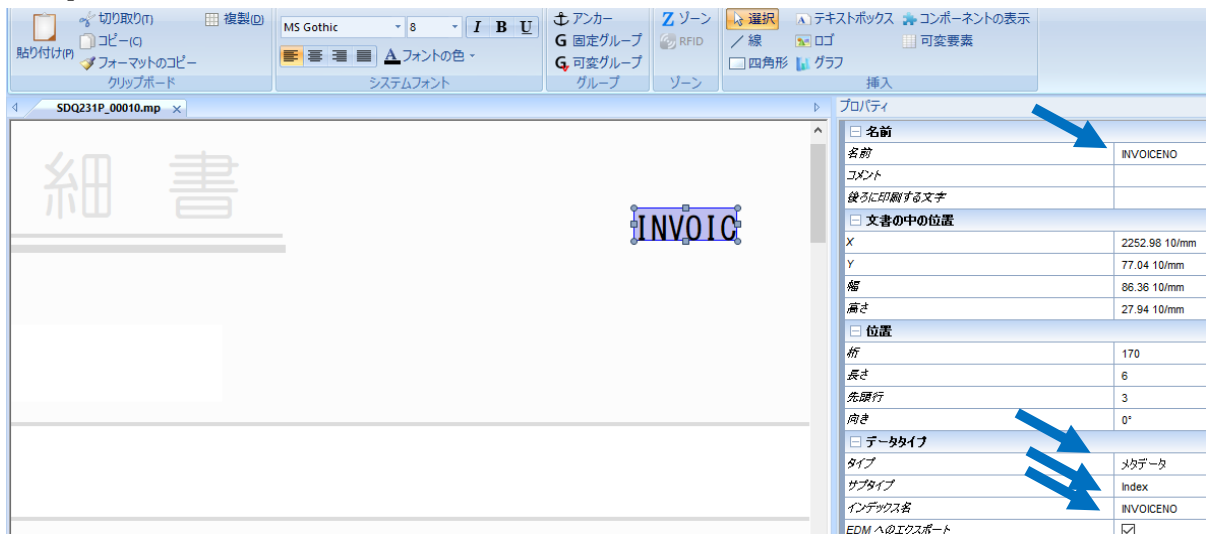 切り取り(T)
複製(D)
コピー(C)
貼り付け(P)
フォーマットのコピー
クリップボード
MS Gothic
8
I B U
A フォントの色
システムフォント
アンカー
G 固定グループ
G 可変グループ
グループ
Z ゾーン
RFID
ゾーン
選択
テキストボックス
コンポーネントの表示
線
ロゴ
可変要素
四角形
グラフ
挿入
SDQ231P_00010.mp ×
細書
INVOIC
プロパティ
名前
名前 INVOICENO
コメント
後ろに印刷する文字
文書の中の位置
X 2252.98 10/mm
Y 77.04 10/mm
幅 86.36 10/mm
高さ 27.94 10/mm
位置
桁 170
長さ 6
先頭行 3
向き 0°
データタイプ
タイプ メタデータ
サブタイプ Index
インデックス名 INVOICENO
EDM へのエクスポート